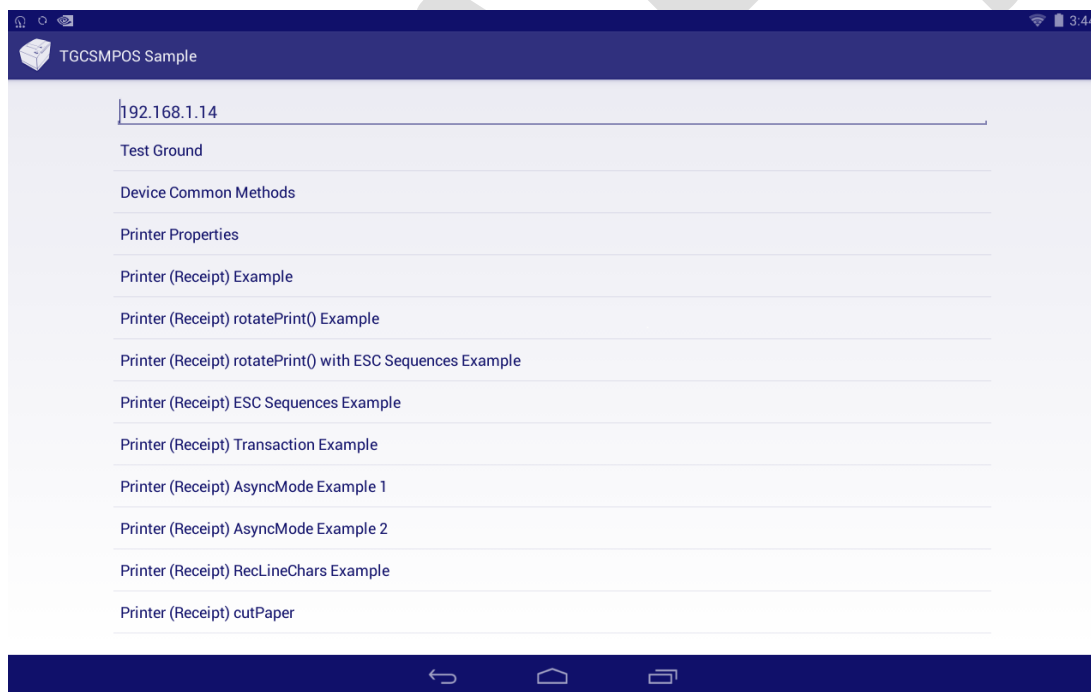 3:44
TGCSMPOS Sample
192.168.1.14
Test Ground
Device Common Methods
Printer Properties
Printer (Receipt) Example
Printer (Receipt) rotatePrint() Example
Printer (Receipt) rotatePrint() with ESC Sequences Example
Printer (Receipt) ESC Sequences Example
Printer (Receipt) Transaction Example
Printer (Receipt) AsyncMode Example 1
Printer (Receipt) AsyncMode Example 2
Printer (Receipt) RecLineChars Example
Printer (Receipt) cutPaper